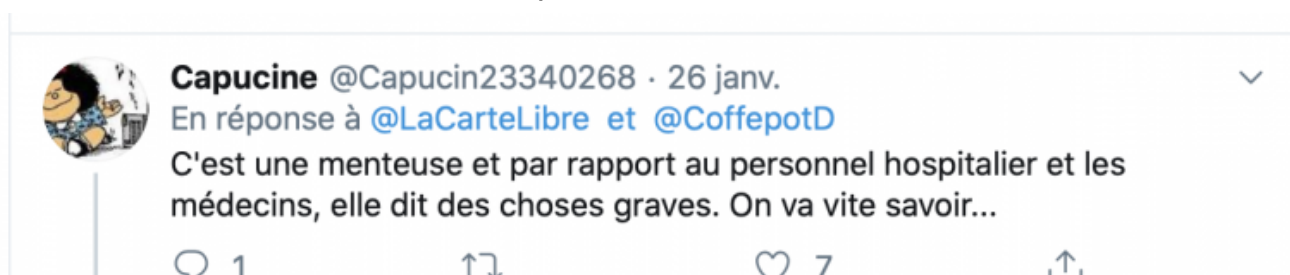 Capucine @Capucin23340268 · 26 janv.
En réponse à @LaCarteLibre et @CoffepotD
C'est une menteuse et par rapport au personnel hospitalier et les
médecins, elle dit des choses graves. On va vite savoir...
1 7